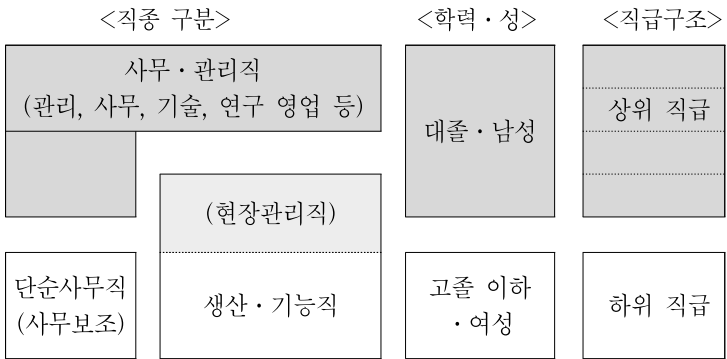 <직종 구분> <학력・성> <직급구조>
사무・관리직
(관리, 사무, 기술, 연구 영업 등)
대졸・남성
상위 직급
(현장관리직)
단순사무직
(사무보조)
생산・기능직
고졸 이하
・여성
하위 직급